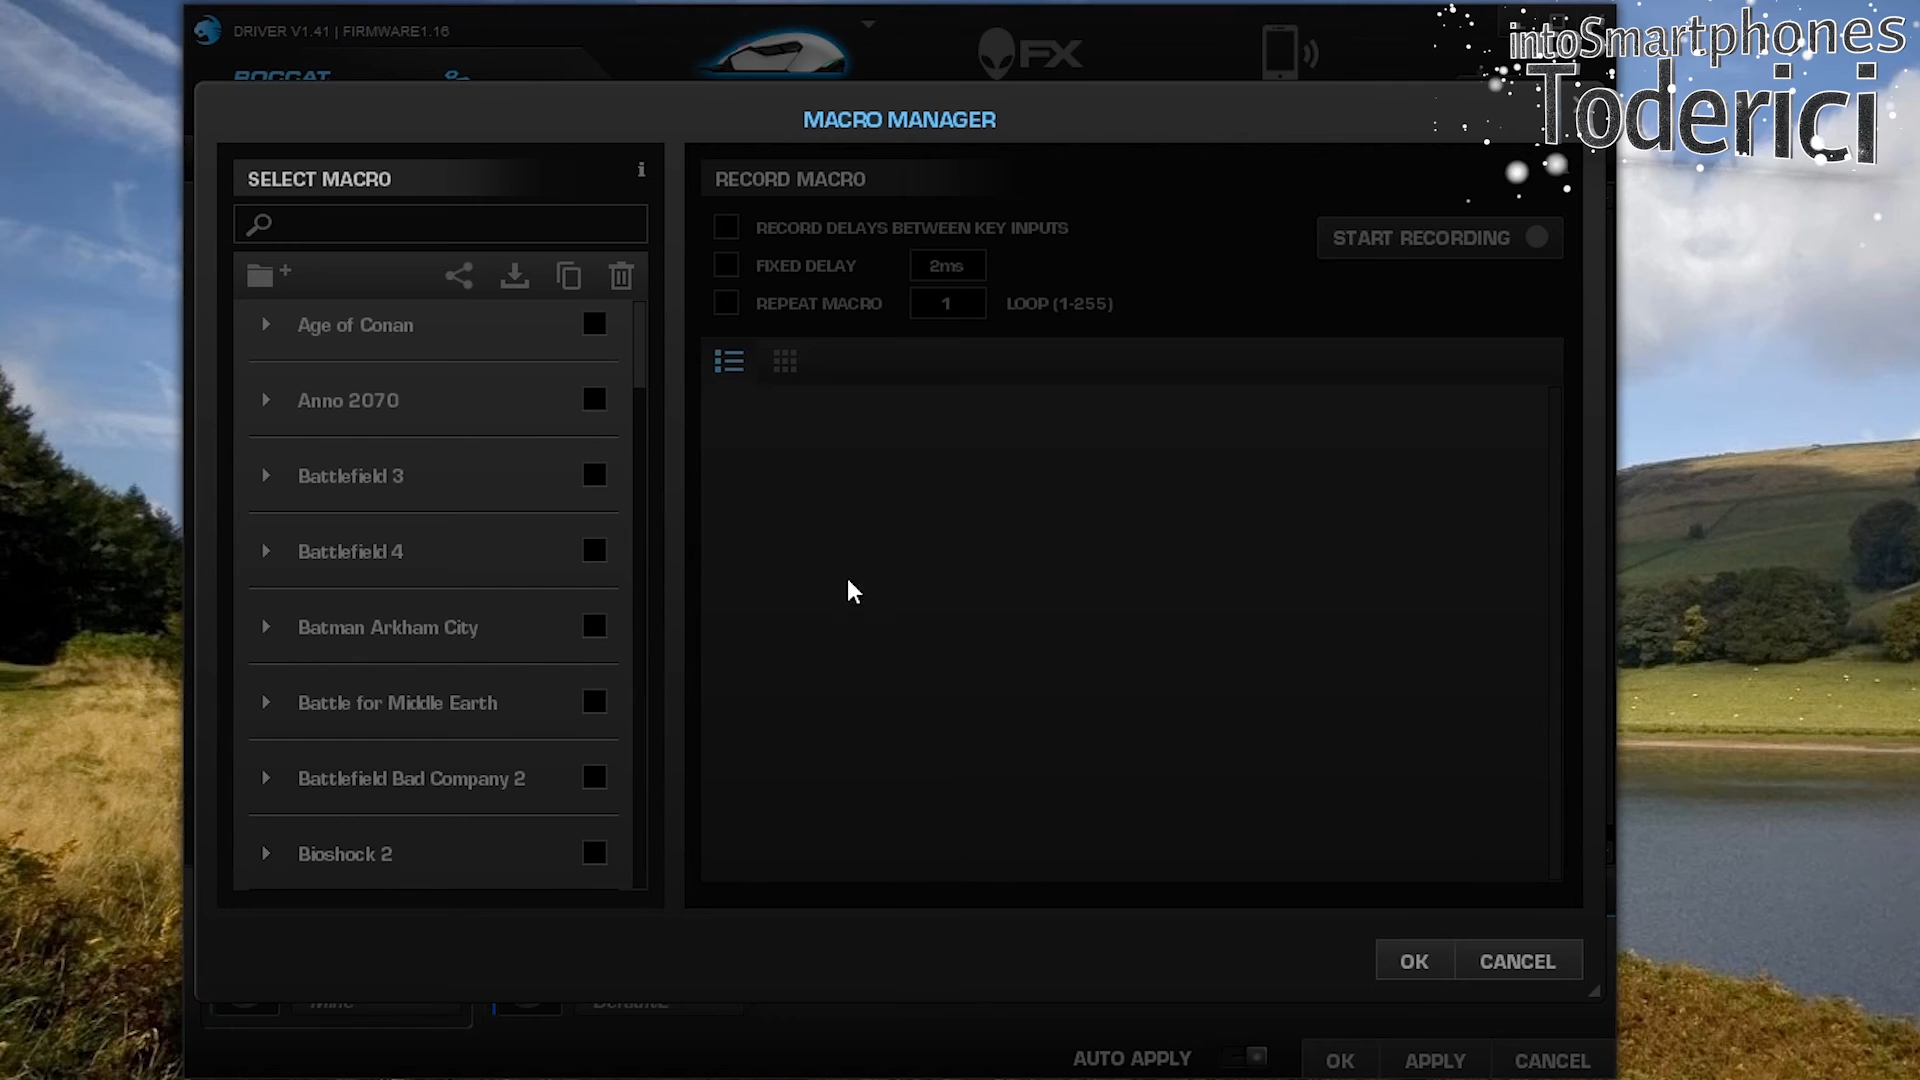 DRIVER V1.41 | FIRMWARE1.16
FX
intoSmartphones
Toderici
ROCCAT
MACRO MANAGER
SELECT MACRO
i
RECORD MACRO
RECORD DELAYS BETWEEN KEY INPUTS
START RECORDING
FIXED DELAY
2ms
REPEAT MACRO
1
LOOP (1-255)
Age of Conan
Anno 2070
Battlefield 3
Battlefield 4
Batman Arkham City
Battle for Middle Earth
Battlefield Bad Company 2
Bioshock 2
OK
CANCEL
AUTO APPLY
OK
APPLY
CANCEL